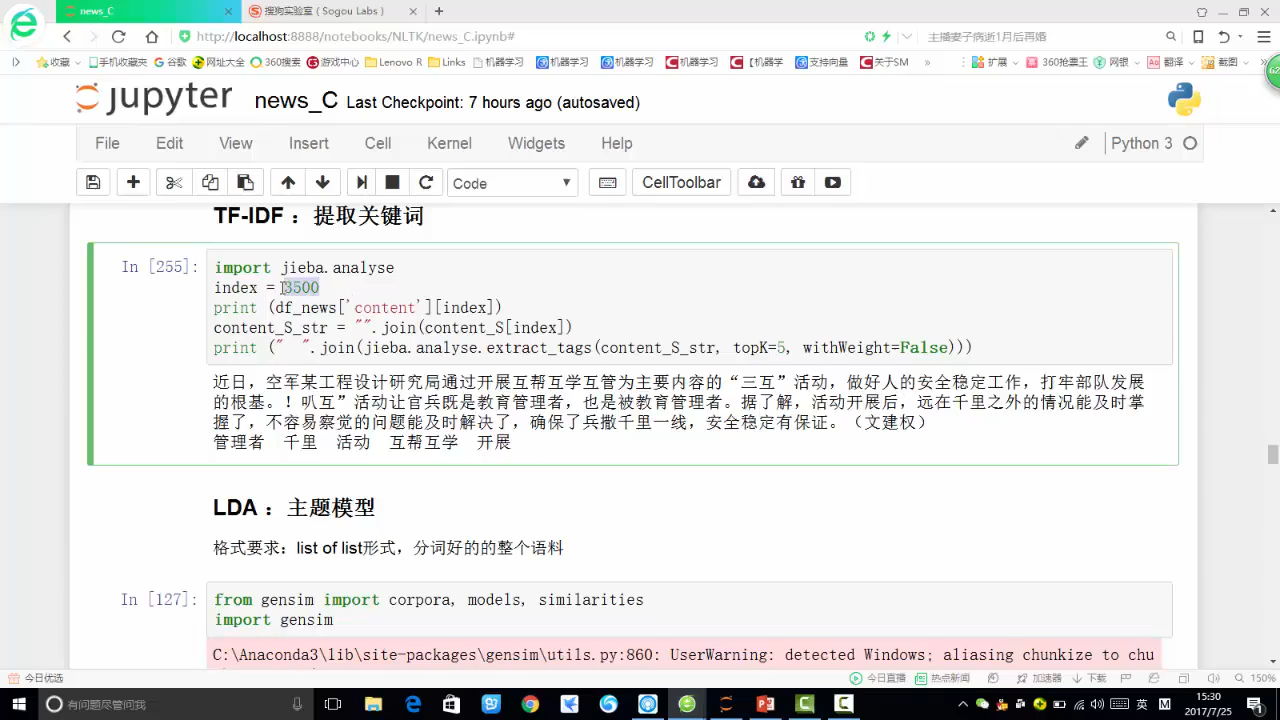 news_C
搜狗实验室（Sogou Labs）
http://localhost:8888/notebooks/NLTK/news_C.ipynb#
主播妻子病逝1月后再婚
收藏 手机收藏夹 谷歌 网址大全 360搜索 游戏中心 Lenovo R Links 机器学习 机器学习 机器学习 机器学习 【机器学 支持向量 关于SM » 扩展 360抢票王 网银 翻译 截图
62
jupyter news_C Last Checkpoint: 7 hours ago (autosaved)
File Edit View Insert Cell Kernel Widgets Help Python 3
Code CellToolbar
TF-IDF ：提取关键词
In [255]
import jieba.analyse
index = 3500
print (df_news['content'][index])
content_S_str = "".join(content_S[index])
print ("  ".join(jieba.analyse.extract_tags(content_S_str, topK=5, withWeight=False)))
近日，空军某工程设计研究局通过开展互帮互学互管为主要内容的“三互”活动，做好人的安全稳定工作，打牢部队发展
的根基。！叭互”活动让官兵既是教育管理者，也是被教育管理者。据了解，活动开展后，远在千里之外的情况能及时掌
握了，不容易察觉的问题能及时解决了，确保了兵撒千里一线，安全稳定有保证。（文建权）
管理者 千里 活动 互帮互学 开展
LDA ：主题模型
格式要求：list of list形式，分词好的的整个语料
In [127]:
from gensim import corpora, models, similarities
import gensim
C:\Anaconda3\lib\site-packages\gensim\utils.py:860: UserWarning: detected Windows; aliasing chunkize to chu
今日优选 今日直播 热点新闻 加速器 下载 150%
有问题尽管问我
英 M
15:30
2017/7/25